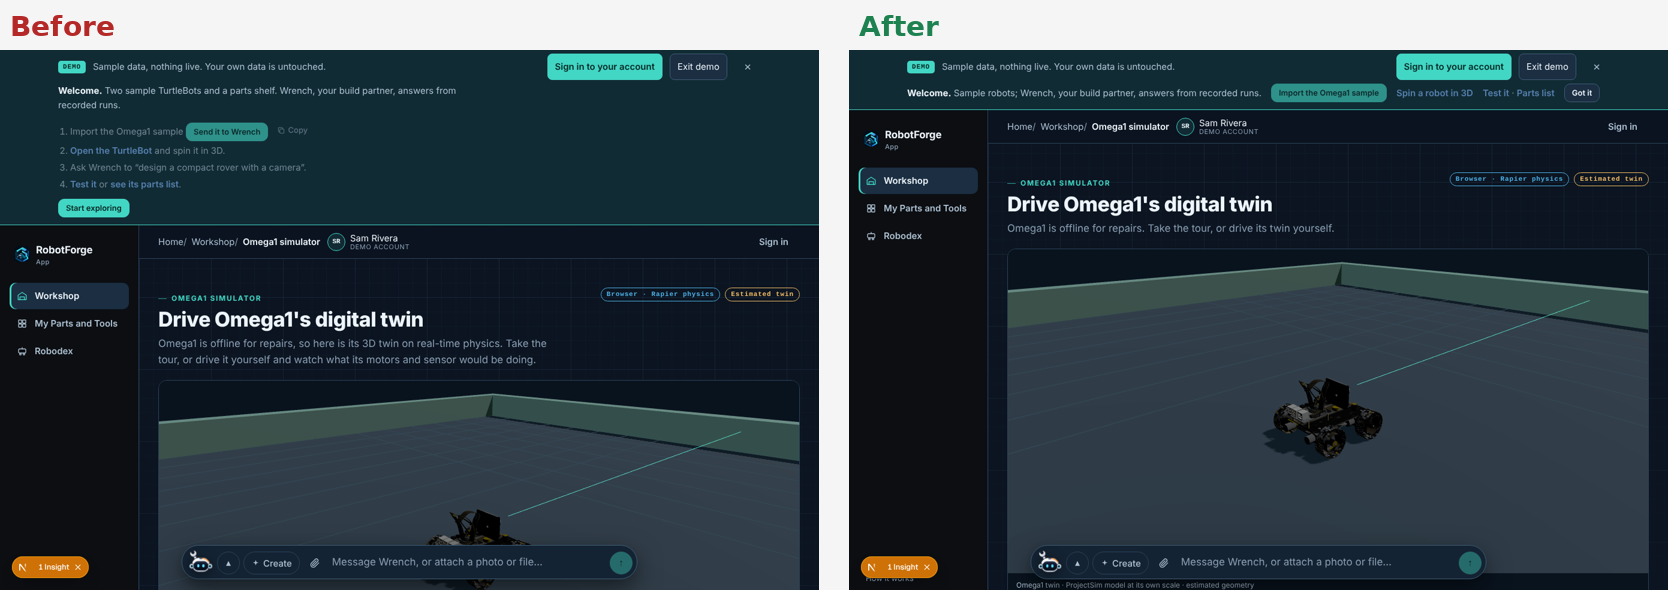 Before
DEMO Sample data, nothing live. Your own data is untouched. Sign in to your account Exit demo ×
Welcome. Two sample TurtleBots and a parts shelf. Wrench, your build partner, answers from
recorded runs.
1. Import the Omega1 sample Send it to Wrench Copy
2. Open the TurtleBot and spin it in 3D.
3. Ask Wrench to “design a compact rover with a camera”.
4. Test it or see its parts list.
Start exploring
RobotForge
App
Home/ Workshop/ Omega1 simulator SR Sam Rivera
DEMO ACCOUNT
Sign in
Workshop
My Parts and Tools
Robodex
— OMEGA1 SIMULATOR
Browser · Rapier physics Estimated twin
Drive Omega1's digital twin
Omega1 is offline for repairs, so here is its 3D twin on real-time physics. Take the
tour, or drive it yourself and watch what its motors and sensor would be doing.
▲ + Create Message Wrench, or attach a photo or file... ↑
N 1 Insight ×
After
DEMO Sample data, nothing live. Your own data is untouched. Sign in to your account Exit demo ×
Welcome. Sample robots; Wrench, your build partner, answers from recorded runs. Import the Omega1 sample Spin a robot in 3D Test it · Parts list Got it
RobotForge
App
Home/ Workshop/ Omega1 simulator SR Sam Rivera
DEMO ACCOUNT
Sign in
Workshop
My Parts and Tools
Robodex
— OMEGA1 SIMULATOR
Browser · Rapier physics Estimated twin
Drive Omega1's digital twin
Omega1 is offline for repairs. Take the tour, or drive its twin yourself.
▲ + Create Message Wrench, or attach a photo or file... ↑
N 1 Insight ×
How it works
Omega1 twin · ProjectSim model at its own scale · estimated geometry